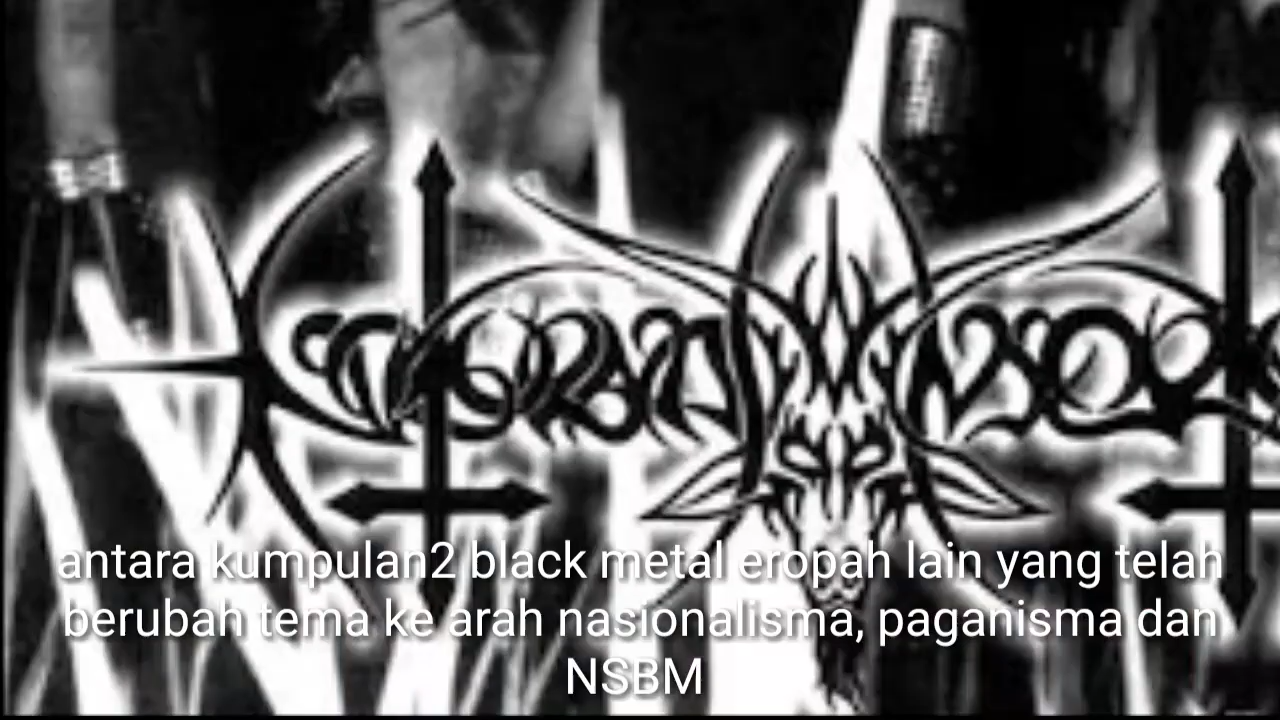 antara kumpulan2 black metal eropah lain yang telah
berubah tema ke arah nasionalisma, paganisma dan
NSBM